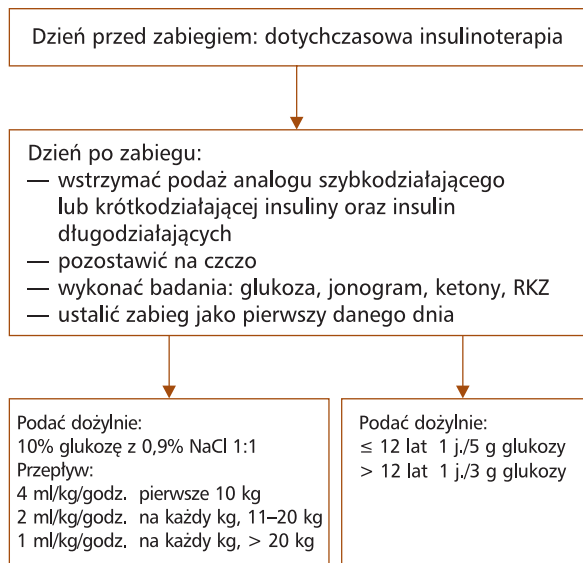 Dzień przed zabiegiem: dotychczasowa insulinoterapia
Dzień po zabiegu:
— wstrzymać podaż analogu szybkodziałającego
lub krótkodziałającej insuliny oraz insulin
długodziałających
— pozostawić na czczo
— wykonać badania: glukoza, jonogram, ketony, RKZ
— ustalić zabieg jako pierwszy danego dnia
Podać dożylnie:
10% glukozę z 0,9% NaCl 1:1
Przepływ:
4 ml/kg/godz. pierwsze 10 kg
2 ml/kg/godz. na każdy kg, 11–20 kg
1 ml/kg/godz. na każdy kg, > 20 kg
Podać dożylnie:
≤ 12 lat 1 j./5 g glukozy
> 12 lat 1 j./3 g glukozy